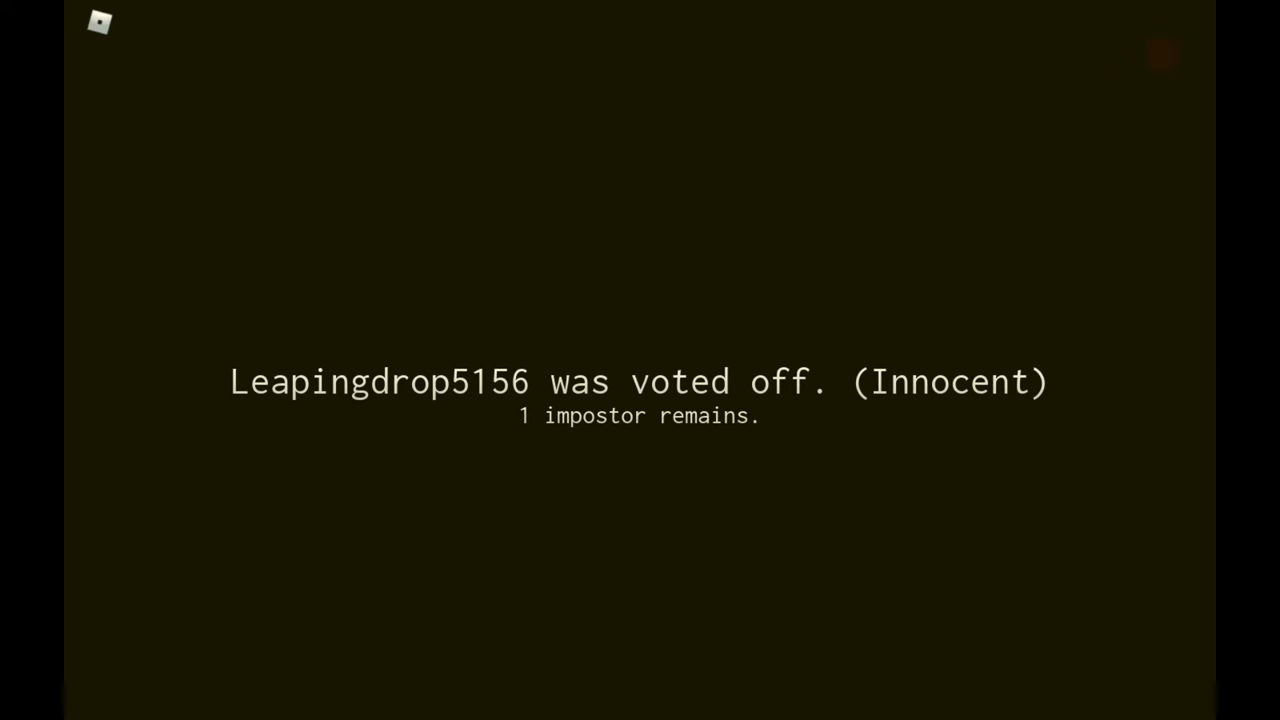 Leapingdrop5156 was voted off. (Innocent)
1 impostor remains.